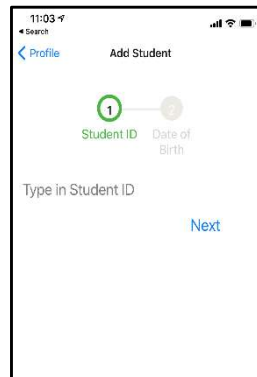 11:03
Search
Profile
Add Student
1
2
Student ID
Date of
Birth
Type in Student ID
Next